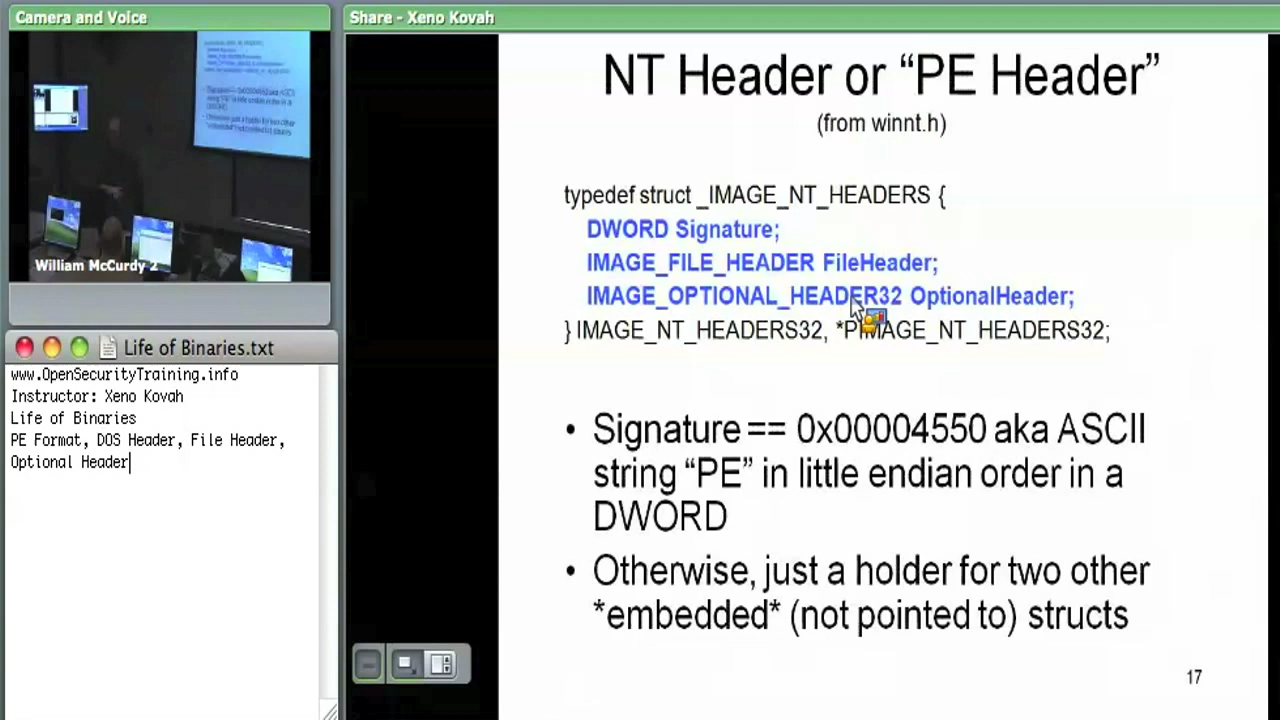 Camera and Voice
William McCurdy 2
Life of Binaries.txt
www.OpenSecurityTraining.info
Instructor: Xeno Kovah
Life of Binaries
PE Format, DOS Header, File Header,
Optional Header
Share - Xeno Kovah
NT Header or “PE Header”
(from winnt.h)
typedef struct _IMAGE_NT_HEADERS {
DWORD Signature;
IMAGE_FILE_HEADER FileHeader;
IMAGE_OPTIONAL_HEADER32 OptionalHeader;
} IMAGE_NT_HEADERS32, *PIMAGE_NT_HEADERS32;
• Signature == 0x00004550 aka ASCII
string “PE” in little endian order in a
DWORD
• Otherwise, just a holder for two other
*embedded* (not pointed to) structs
17